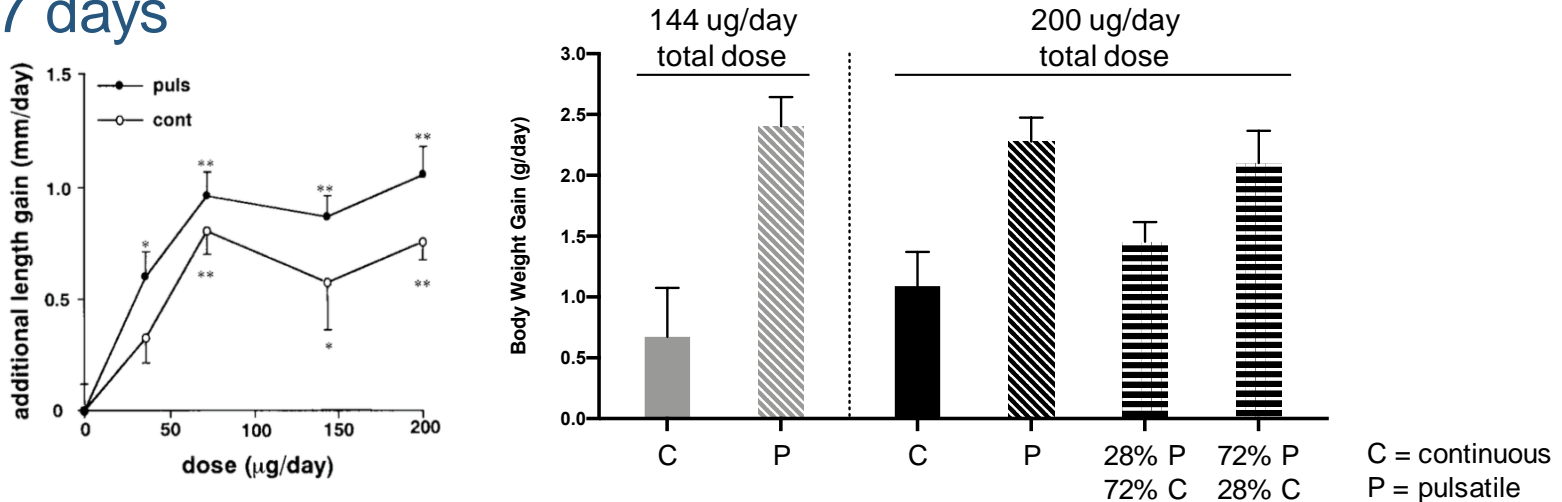 7 days
1.5
1.0
0.5
0
additional length gain (mm/day)
puls
cont
*
**
**
**
**
*
**
0
50
100
150
200
dose (µg/day)
144 ug/day
total dose
200 ug/day
total dose
3.0
2.5
2.0
1.5
1.0
0.5
0.0
Body Weight Gain (g/day)
C
P
C
P
28% P
72% C
72% P
28% C
C = continuous
P = pulsatile